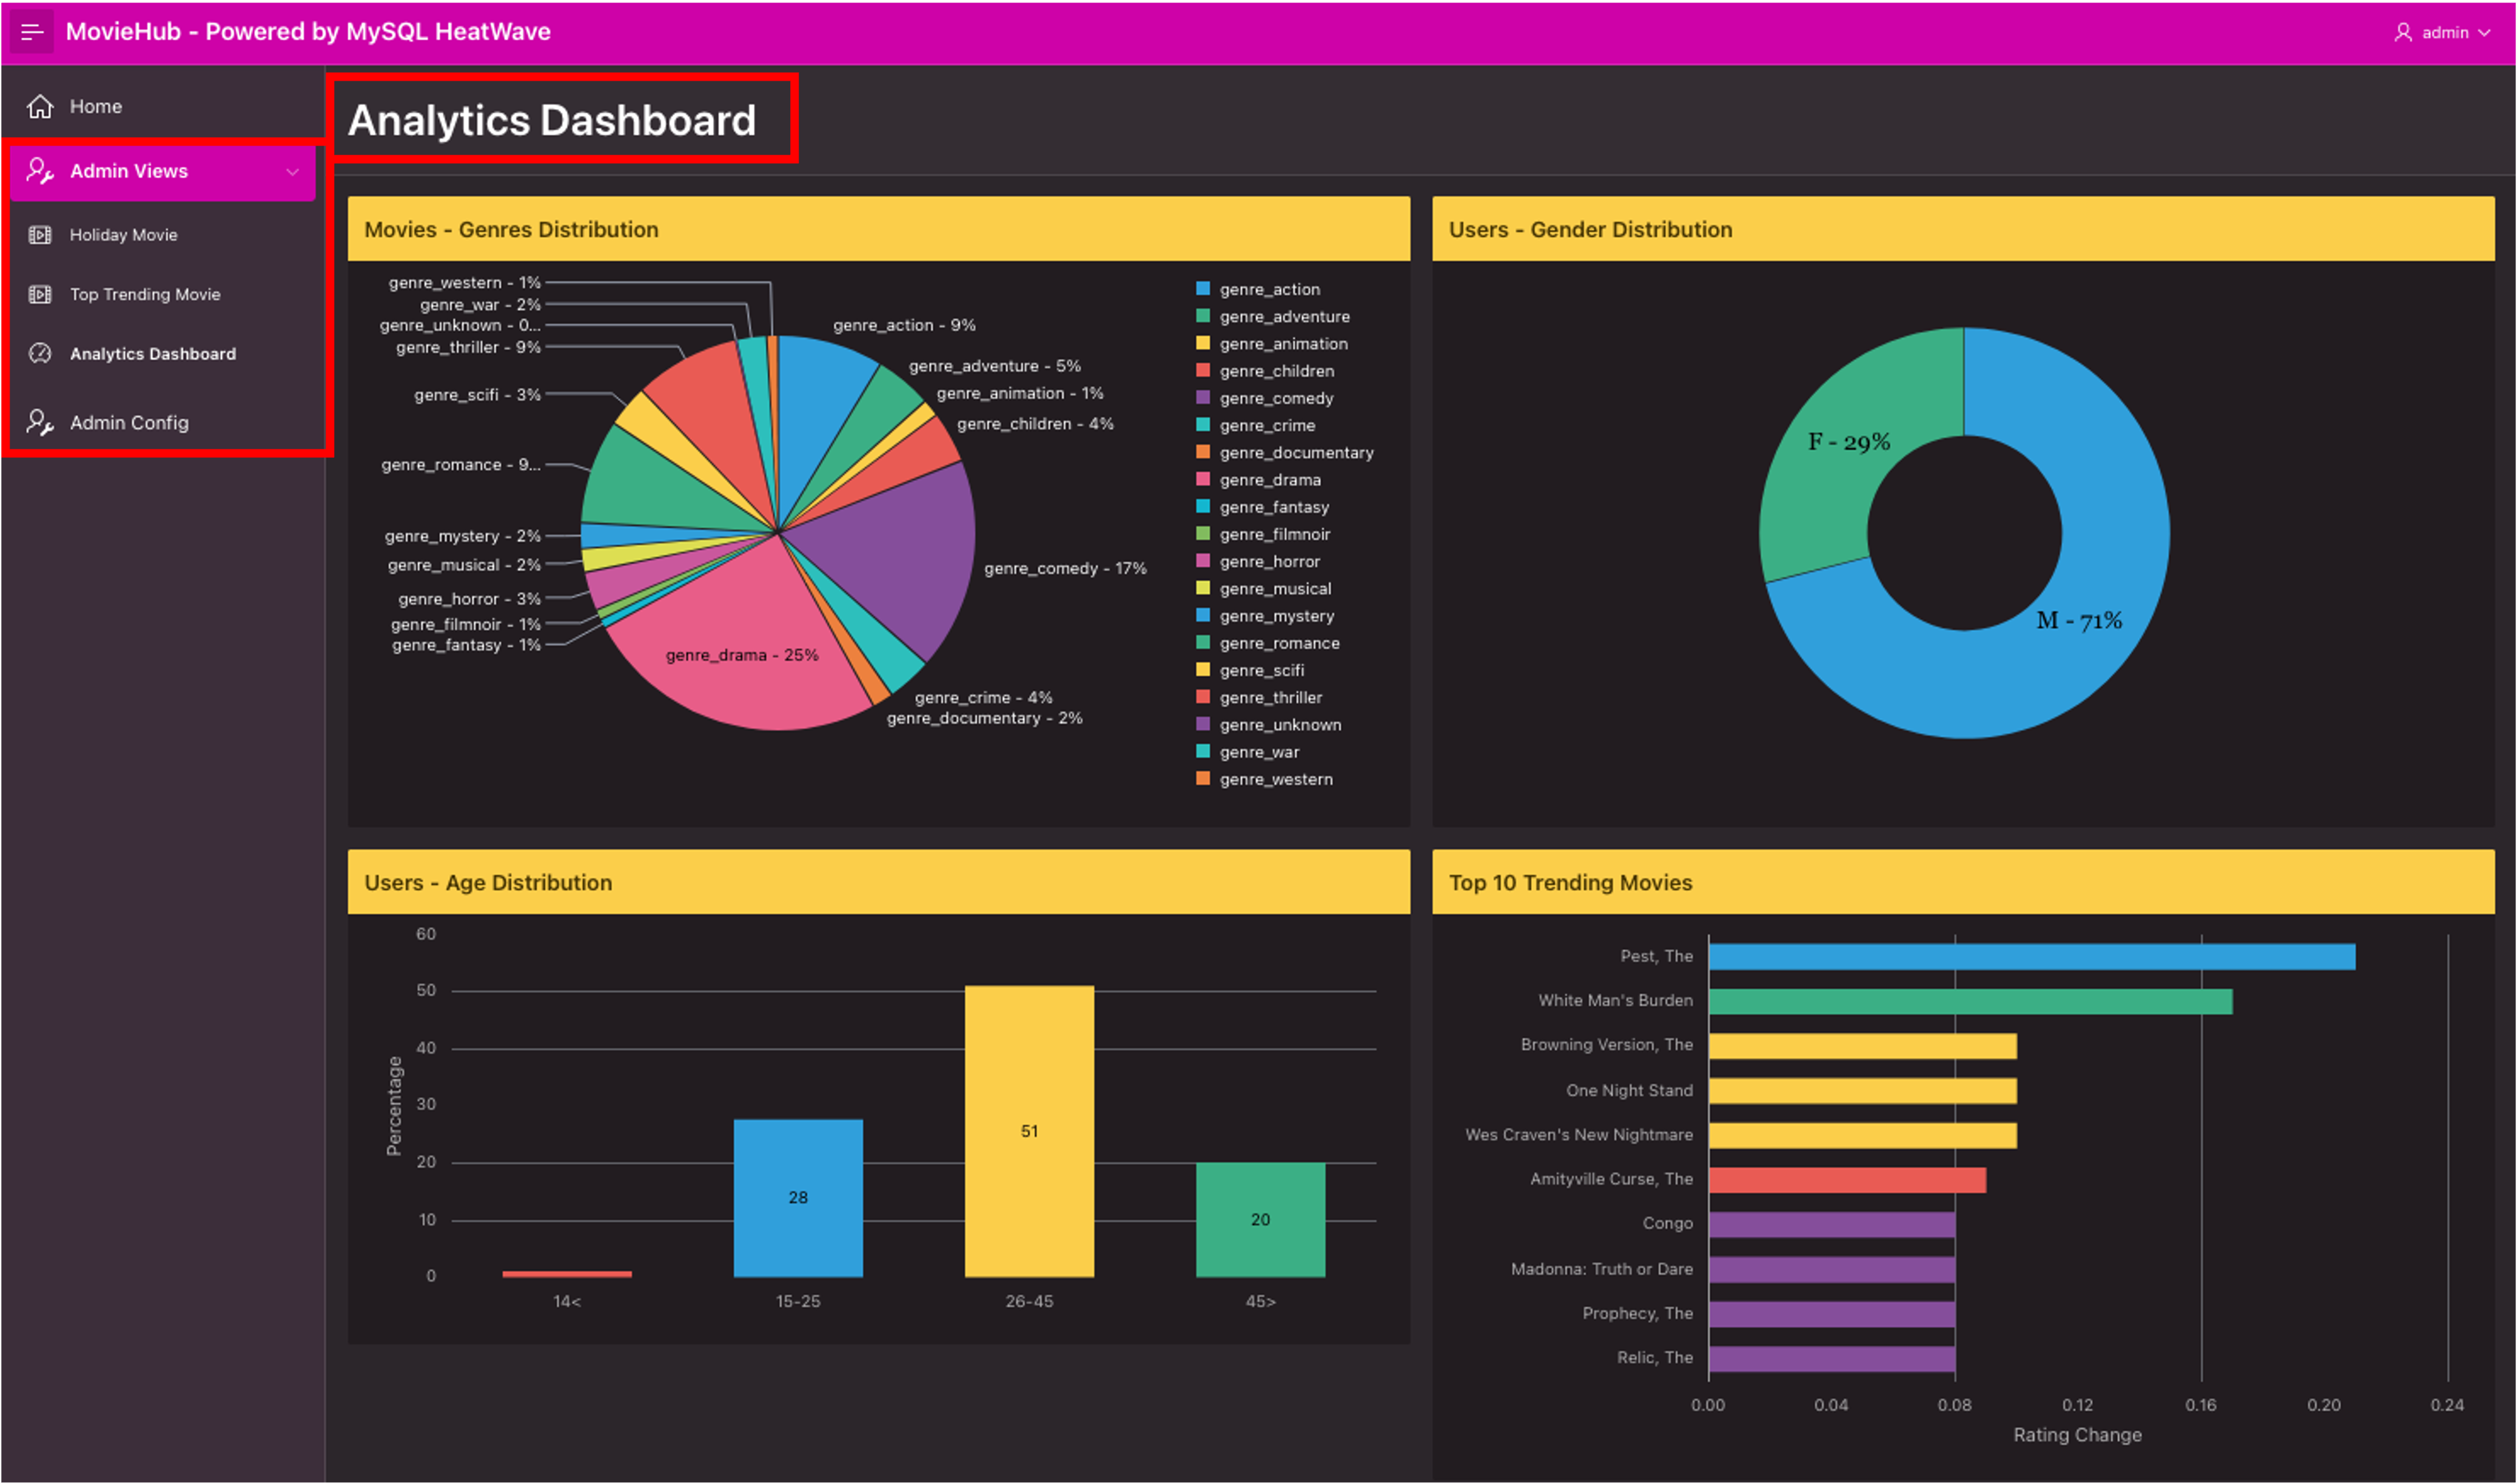 MovieHub - Powered by MySQL HeatWave
admin
Home
Admin Views
Holiday Movie
Top Trending Movie
Analytics Dashboard
Admin Config
Analytics Dashboard
Movies - Genres Distribution
genre_western - 1%
genre_war - 2%
genre_unknown - 0...
genre_thriller - 9%
genre_scifi - 3%
genre_romance - 9...
genre_mystery - 2%
genre_musical - 2%
genre_horror - 3%
genre_filmnoir - 1%
genre_fantasy - 1%
genre_drama - 25%
genre_action - 9%
genre_adventure - 5%
genre_animation - 1%
genre_children - 4%
genre_comedy - 17%
genre_crime - 4%
genre_documentary - 2%
genre_action
genre_adventure
genre_animation
genre_children
genre_comedy
genre_crime
genre_documentary
genre_drama
genre_fantasy
genre_filmnoir
genre_horror
genre_musical
genre_mystery
genre_romance
genre_scifi
genre_thriller
genre_unknown
genre_war
genre_western
Users - Gender Distribution
F - 29%
M - 71%
Users - Age Distribution
Percentage
60
50
40
30
20
10
0
28
51
20
14<
15-25
26-45
45>
Top 10 Trending Movies
Pest, The
White Man's Burden
Browning Version, The
One Night Stand
Wes Craven's New Nightmare
Amityville Curse, The
Congo
Madonna: Truth or Dare
Prophecy, The
Relic, The
0.00
0.04
0.08
0.12
0.16
0.20
0.24
Rating Change